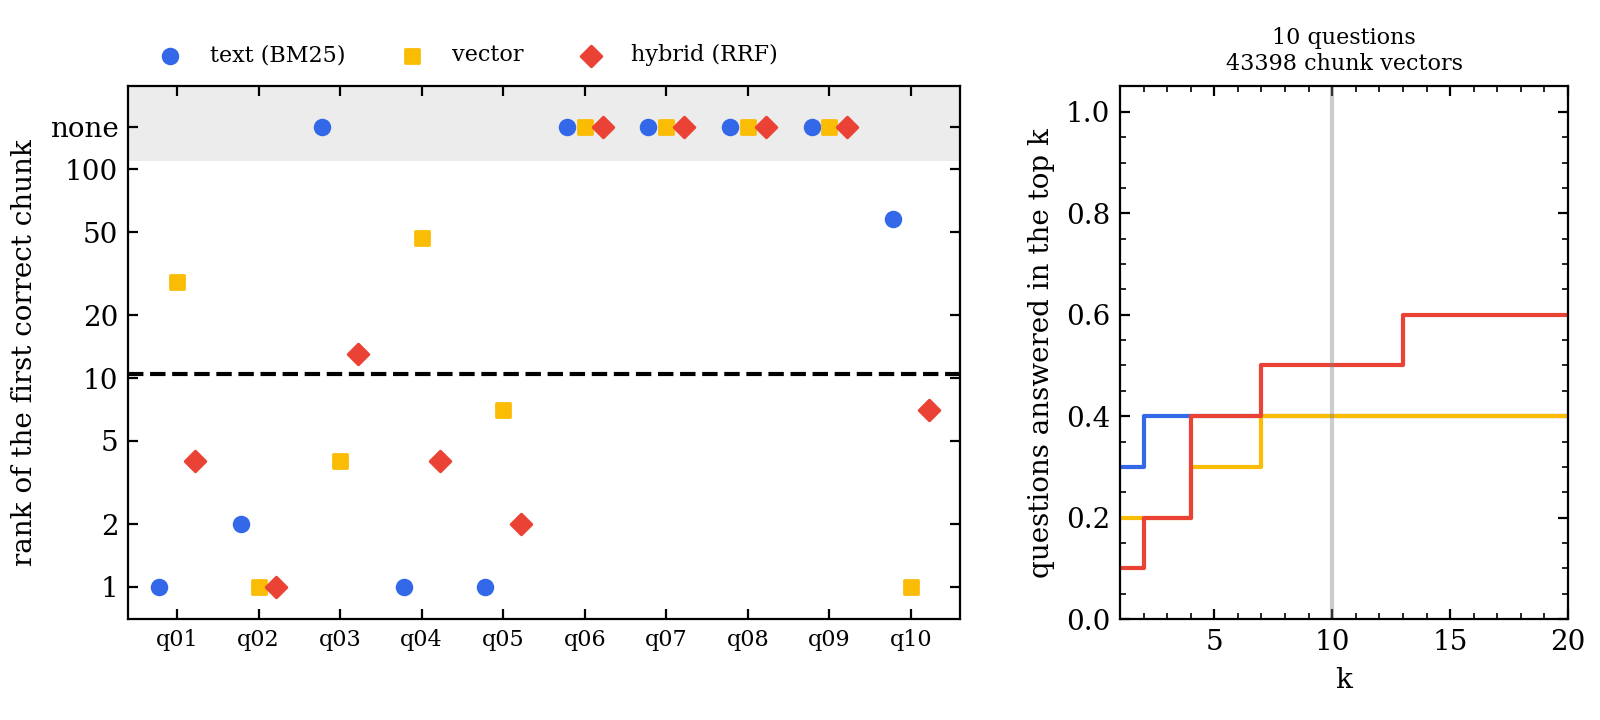 text (BM25) vector hybrid (RRF)
rank of the first correct chunk
none
100
50
20
10
5
2
1
q01 q02 q03 q04 q05 q06 q07 q08 q09 q10
10 questions
43398 chunk vectors
questions answered in the top k
1.0
0.8
0.6
0.4
0.2
0.0
5 10 15 20
k